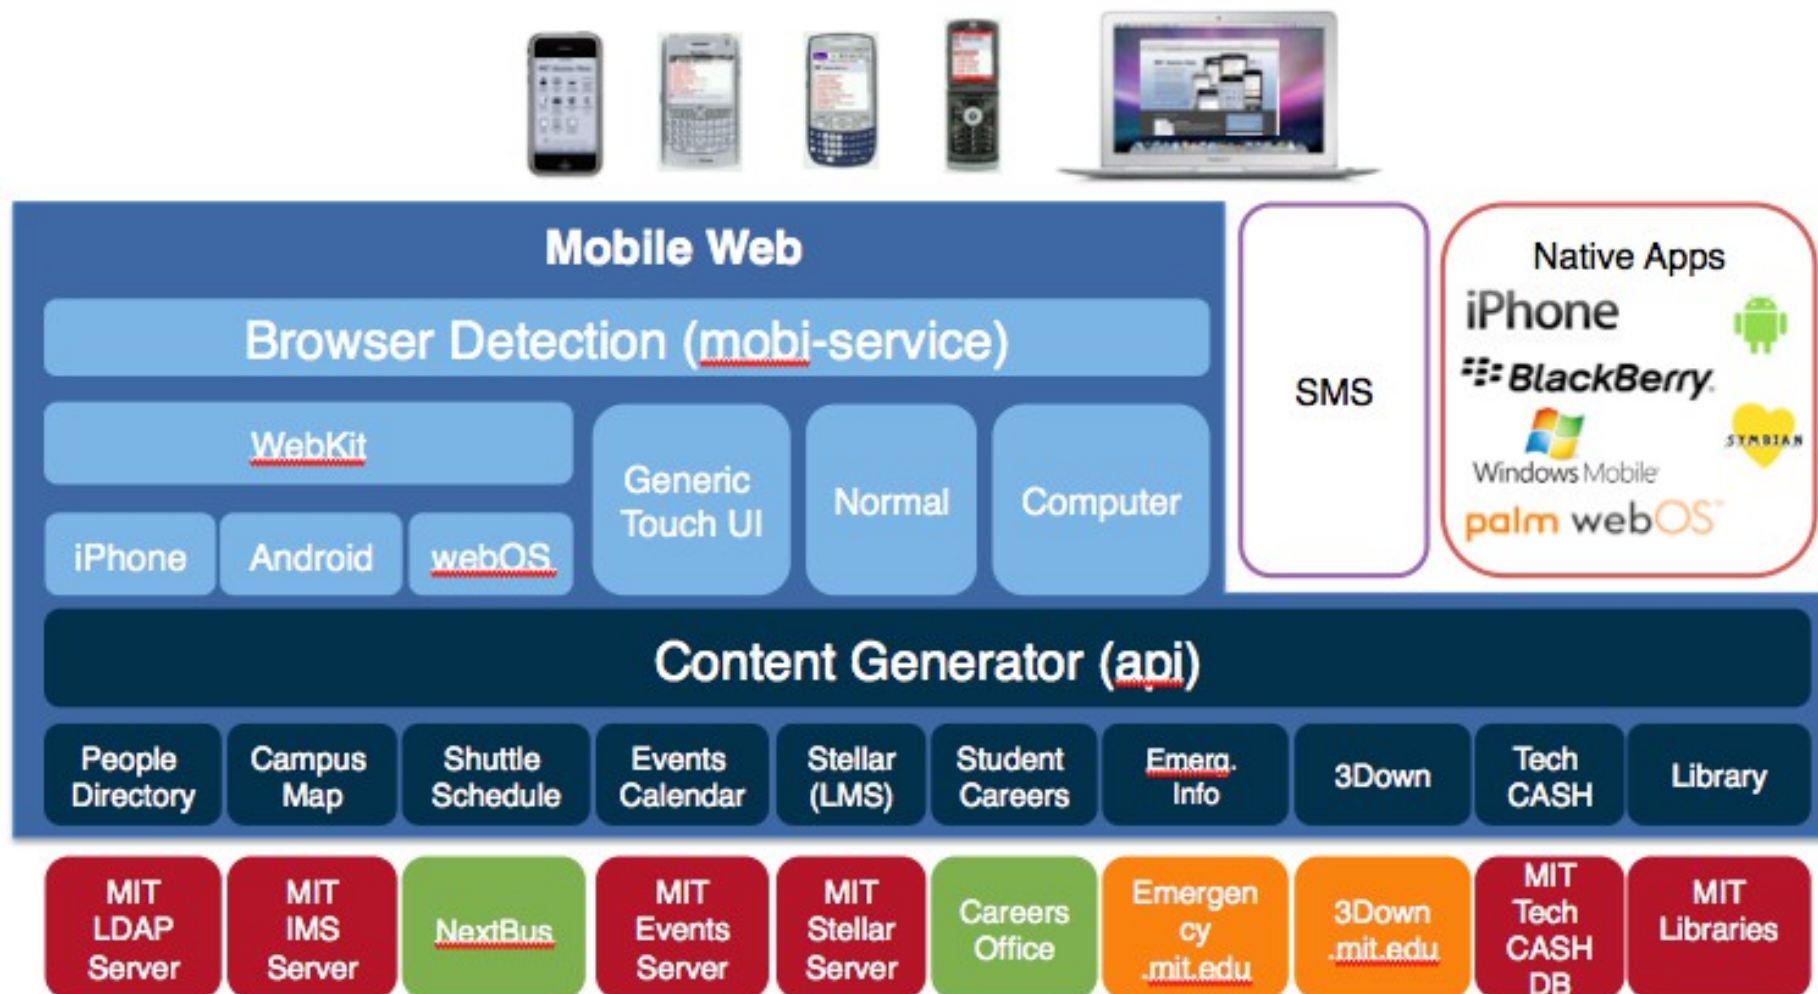 Mobile Web
Browser Detection (mobi-service)
WebKit
iPhone
Android
webOS
Generic
Touch UI
Normal
Computer
SMS
Native Apps
iPhone
BlackBerry
SYMBIAN
Windows Mobile
palm webOS™
Content Generator (api)
People
Directory
Campus
Map
Shuttle
Schedule
Events
Calendar
Stellar
(LMS)
Student
Careers
Emerg.
Info
3Down
Tech
CASH
Library
MIT
LDAP
Server
MIT
IMS
Server
NextBus
MIT
Events
Server
MIT
Stellar
Server
Careers
Office
Emergen
cy
.mit.edu
3Down
.mit.edu
MIT
Tech
CASH
DB
MIT
Libraries